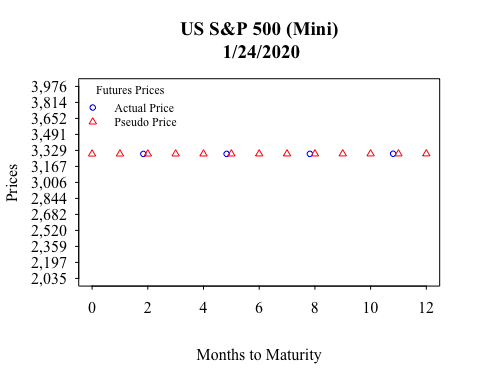 US S&P 500 (Mini)
1/24/2020
Futures Prices
Actual Price
Pseudo Price
Prices
3,976
3,814
3,652
3,491
3,329
3,167
3,006
2,844
2,682
2,520
2,359
2,197
2,035
0 2 4 6 8 10 12
Months to Maturity